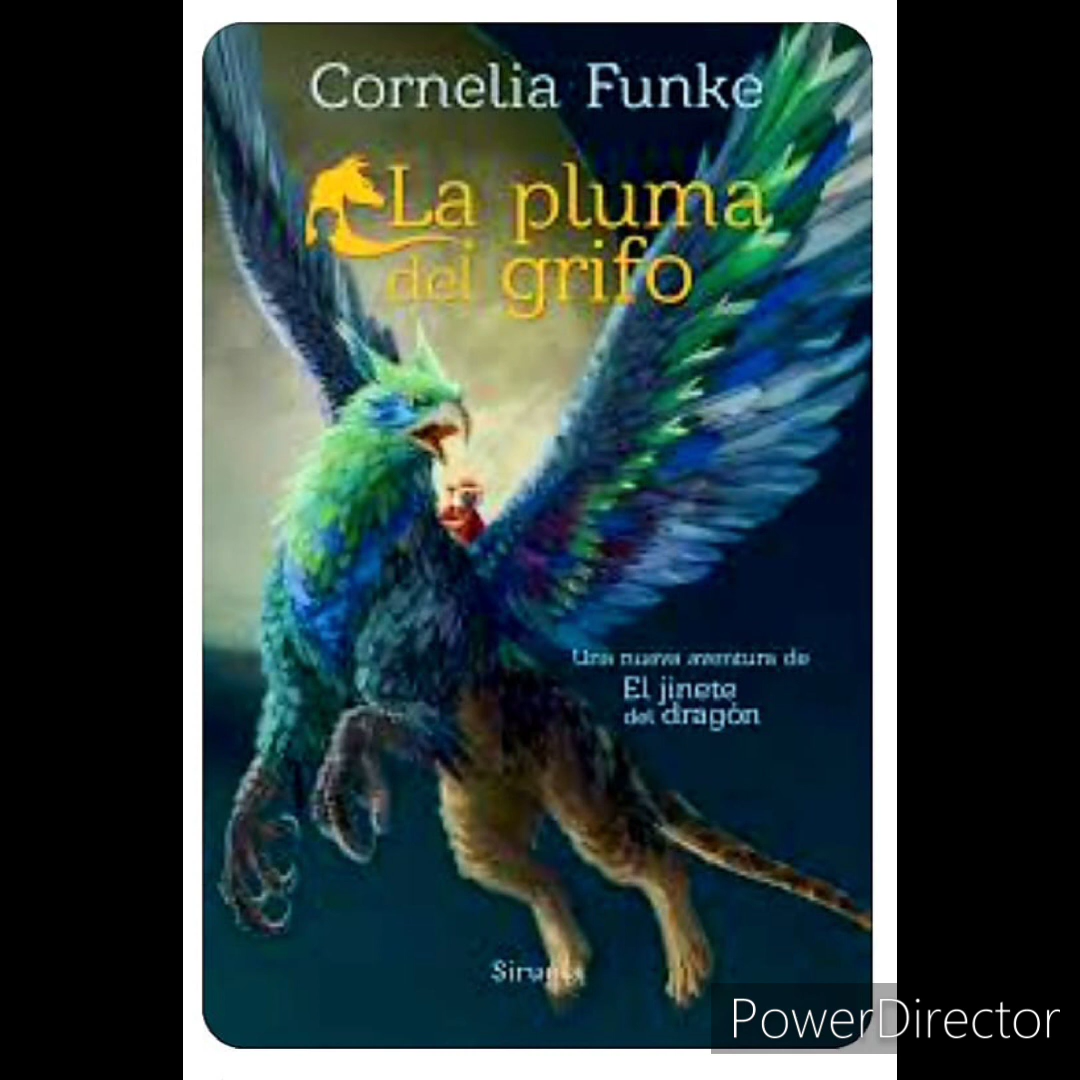 Cornelia Funke
La pluma
del grifo
Una nueva aventura de
El jinete
del dragón
Siruela
PowerDirector